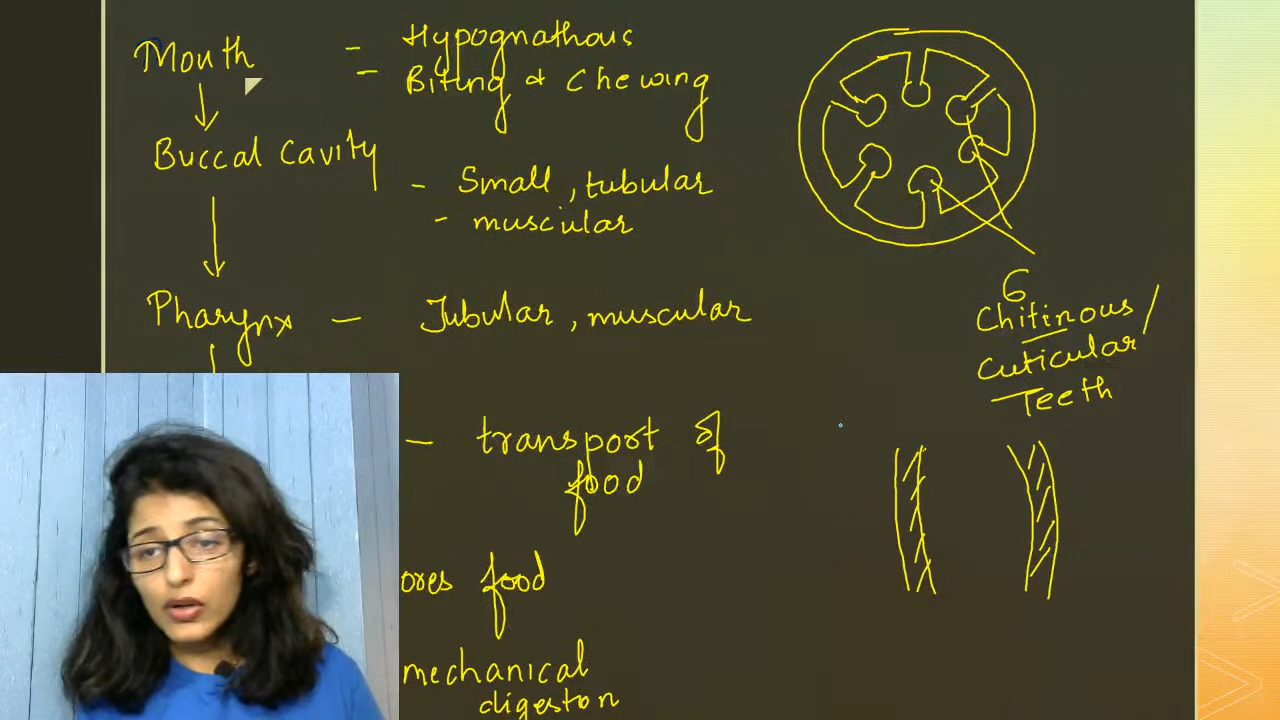 Mouth
- Hypognathous
- Biting & Chewing
Buccal Cavity
- Small, tubular
- muscular
Pharynx - Tubular, muscular
- transport of
food
ores food
mechanical
digeston
6
Chitinous/
Cuticular
Teeth